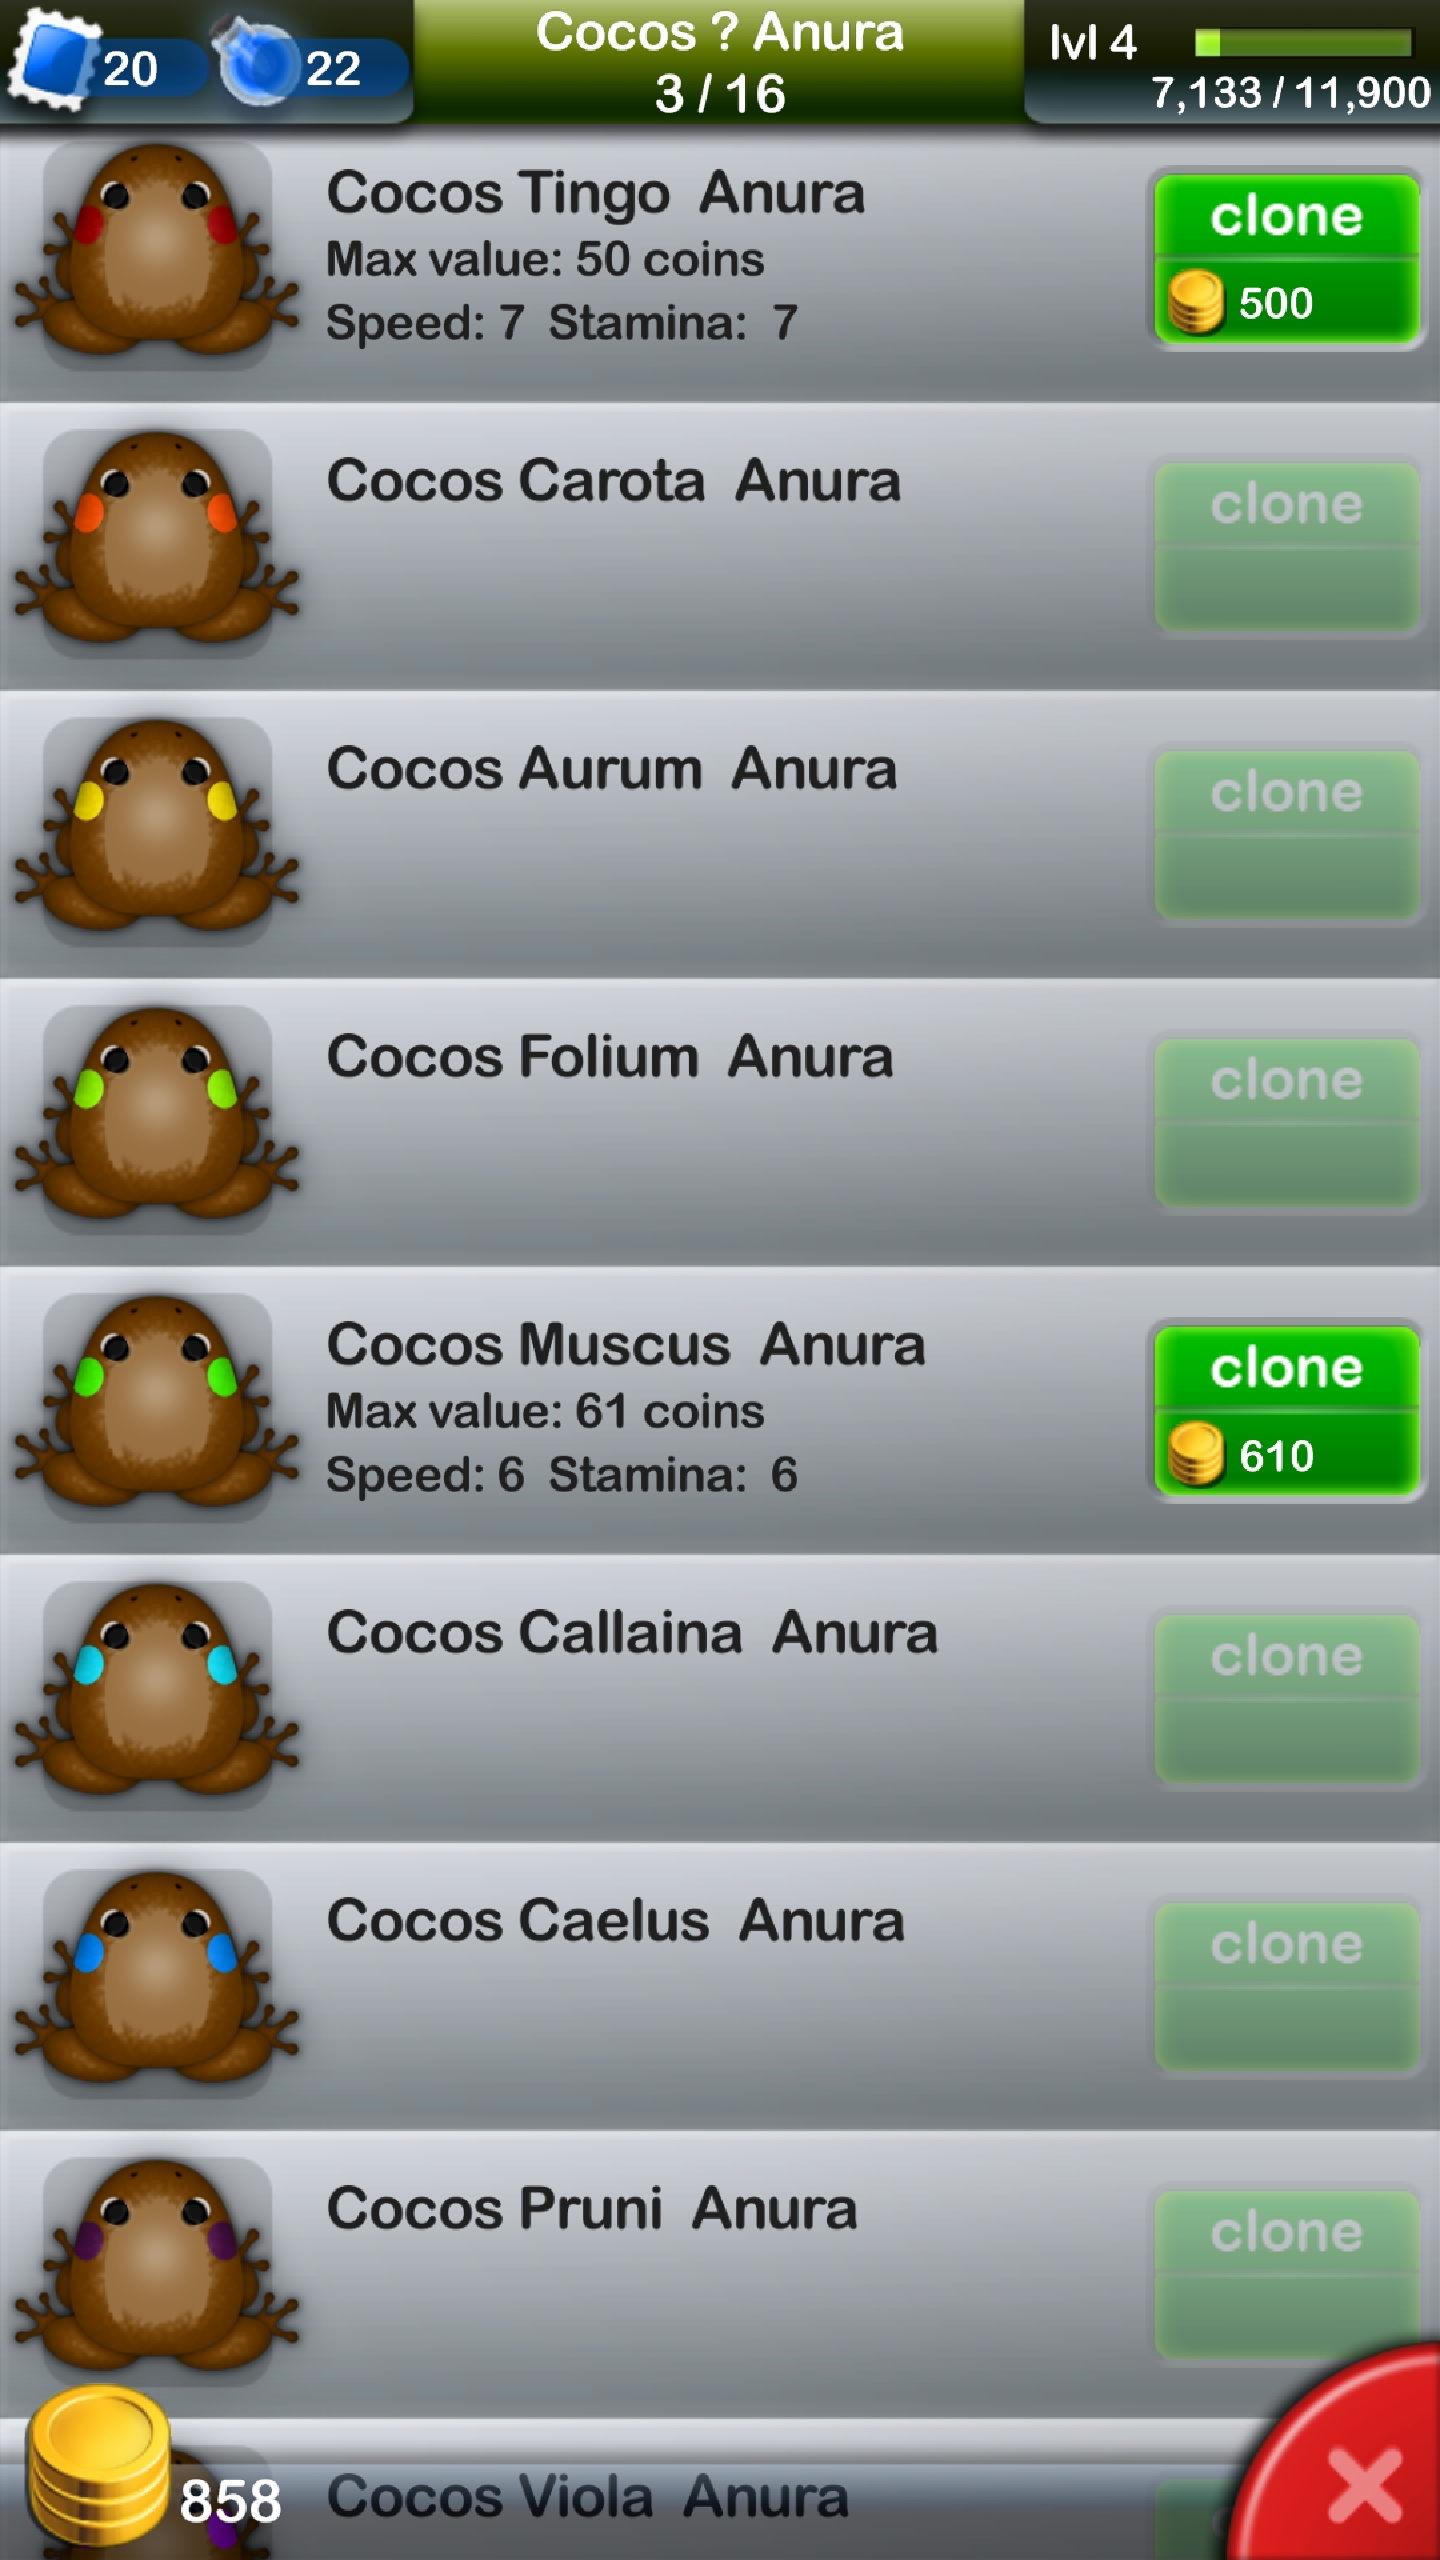 20
22
Cocos ? Anura
3 / 16
lvl 4
7,133 / 11,900
Cocos Tingo Anura
Max value: 50 coins
Speed: 7 Stamina: 7
clone
500
Cocos Carota Anura
clone
Cocos Aurum Anura
clone
Cocos Folium Anura
clone
Cocos Muscus Anura
Max value: 61 coins
Speed: 6 Stamina: 6
clone
610
Cocos Callaina Anura
clone
Cocos Caelus Anura
clone
Cocos Pruni Anura
clone
858
Cocos Viola Anura